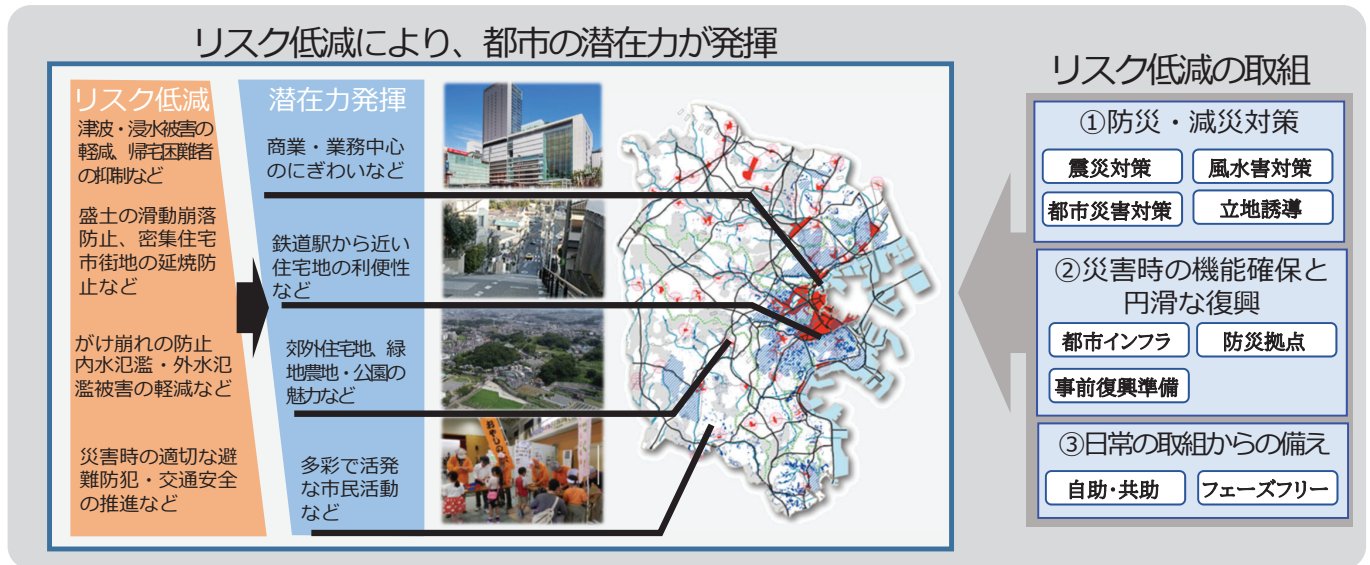 リスク低減により、都市の潜在力が発揮
リスク低減
津波・浸水被害の
軽減、帰宅困難者
の抑制など
盛土の滑動崩落
防止、密集住宅
市街地の延焼防
止など
がけ崩れの防止
内水氾濫・外水氾
濫被害の軽減など
災害時の適切な避
難防犯・交通安全
の推進など
潜在力発揮
商業・業務中心
のにぎわいなど
鉄道駅から近い
住宅地の利便性
など
郊外住宅地、緑
地農地・公園の
魅力など
多彩で活発
な市民活動
など
おやじの
リスク低減の取組
①防災・減災対策
震災対策
風水害対策
都市災害対策
立地誘導
②災害時の機能確保と
円滑な復興
都市インフラ
防災拠点
事前復興準備
③日常の取組からの備え
自助・共助
フェーズフリー